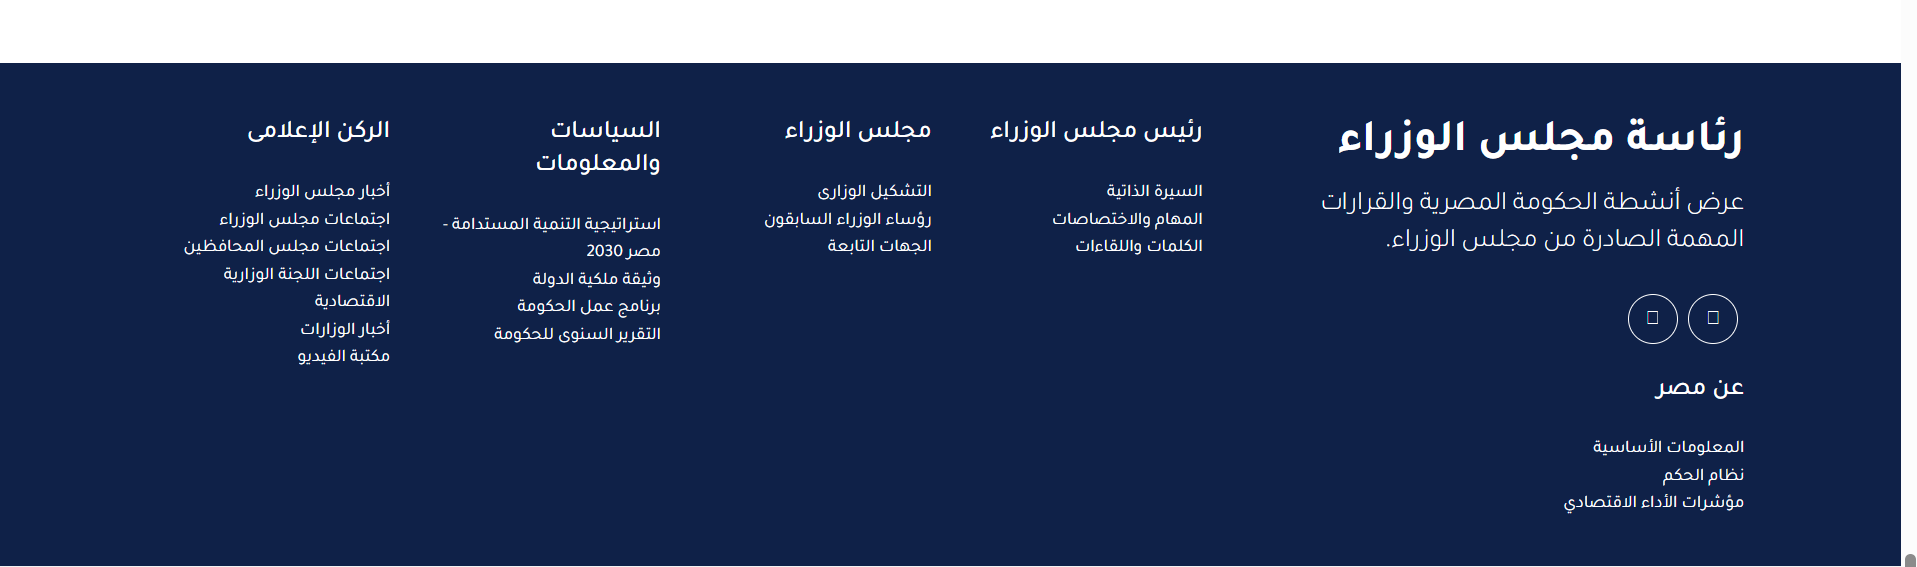 رئاسة مجلس الوزراء
عرض أنشطة الحكومة المصرية والقرارات
المهمة الصادرة من مجلس الوزراء.
رئيس مجلس الوزراء
السيرة الذاتية
المهام والاختصاصات
الكلمات واللقاءات
مجلس الوزراء
التشكيل الوزارى
رؤساء الوزراء السابقون
الجهات التابعة
السياسات
والمعلومات
استراتيجية التنمية المستدامة -
مصر 2030
وثيقة ملكية الدولة
برنامج عمل الحكومة
التقرير السنوى للحكومة
الركن الإعلامى
أخبار مجلس الوزراء
اجتماعات مجلس الوزراء
اجتماعات مجلس المحافظين
اجتماعات اللجنة الوزارية
الاقتصادية
أخبار الوزارات
مكتبة الفيديو
عن مصر
المعلومات الأساسية
نظام الحكم
مؤشرات الأداء الاقتصادي